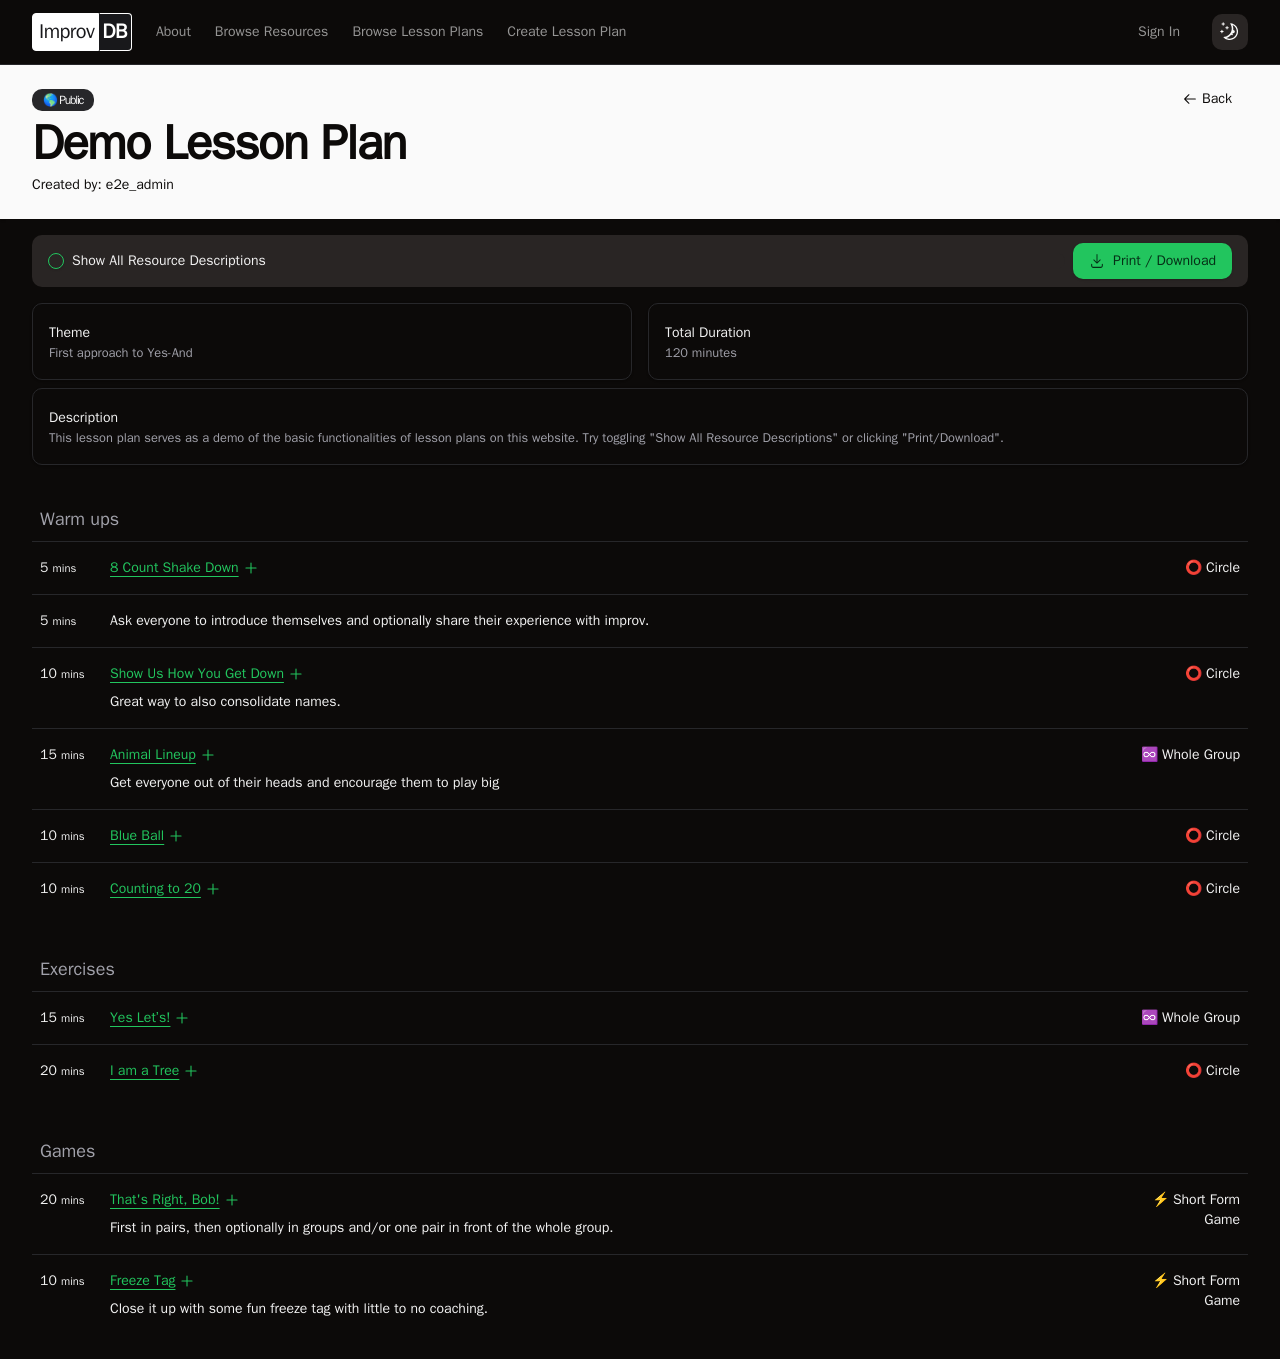 Improv DB About Browse Resources Browse Lesson Plans Create Lesson Plan Sign In
🌎 Public
← Back
Demo Lesson Plan
Created by: e2e_admin
Show All Resource Descriptions
Print / Download
Theme
First approach to Yes-And
Total Duration
120 minutes
Description
This lesson plan serves as a demo of the basic functionalities of lesson plans on this website. Try toggling "Show All Resource Descriptions" or clicking "Print/Download".
Warm ups
5 mins 8 Count Shake Down + ⭕ Circle
5 mins Ask everyone to introduce themselves and optionally share their experience with improv.
10 mins Show Us How You Get Down + ⭕ Circle
Great way to also consolidate names.
15 mins Animal Lineup + ♾️ Whole Group
Get everyone out of their heads and encourage them to play big
10 mins Blue Ball + ⭕ Circle
10 mins Counting to 20 + ⭕ Circle
Exercises
15 mins Yes Let's! + ♾️ Whole Group
20 mins I am a Tree + ⭕ Circle
Games
20 mins That's Right, Bob! + ⚡ Short Form
Game
First in pairs, then optionally in groups and/or one pair in front of the whole group.
10 mins Freeze Tag + ⚡ Short Form
Game
Close it up with some fun freeze tag with little to no coaching.